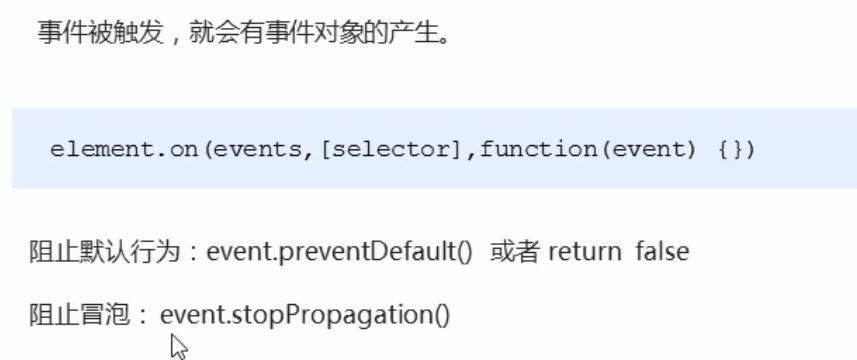 事件被触发，就会有事件对象的产生。
element.on(events,[selector],function(event) {})
阻止默认行为：event.preventDefault() 或者 return false
阻止冒泡： event.stopPropagation()